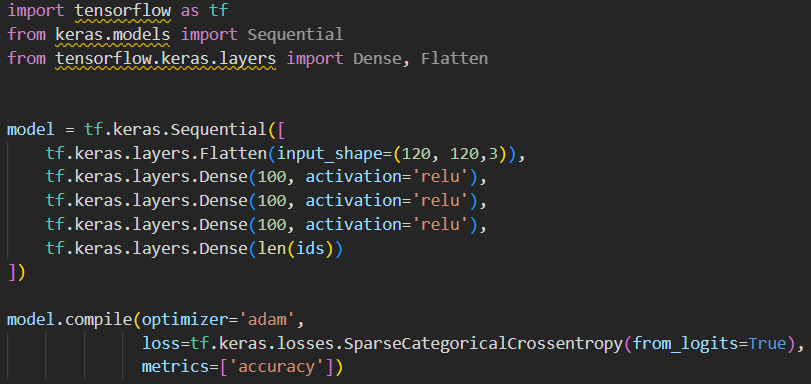 import tensorflow as tf
from keras.models import Sequential
from tensorflow.keras.layers import Dense, Flatten
model = tf.keras.Sequential([
    tf.keras.layers.Flatten(input_shape=(120, 120,3)),
    tf.keras.layers.Dense(100, activation='relu'),
    tf.keras.layers.Dense(100, activation='relu'),
    tf.keras.layers.Dense(100, activation='relu'),
    tf.keras.layers.Dense(len(ids))
])
model.compile(optimizer='adam',
              loss=tf.keras.losses.SparseCategoricalCrossentropy(from_logits=True),
              metrics=['accuracy'])